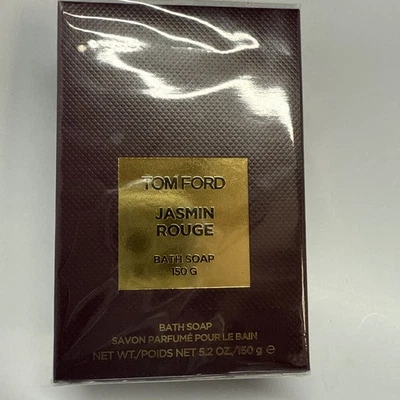 TOM FORD
JASMIN
ROUGE
BATH SOAP
150 G
BATH SOAP
SAVON PARFUMÉ POUR LE BAIN
NET WT./POIDS NET 5.2 OZ./150 g ℮